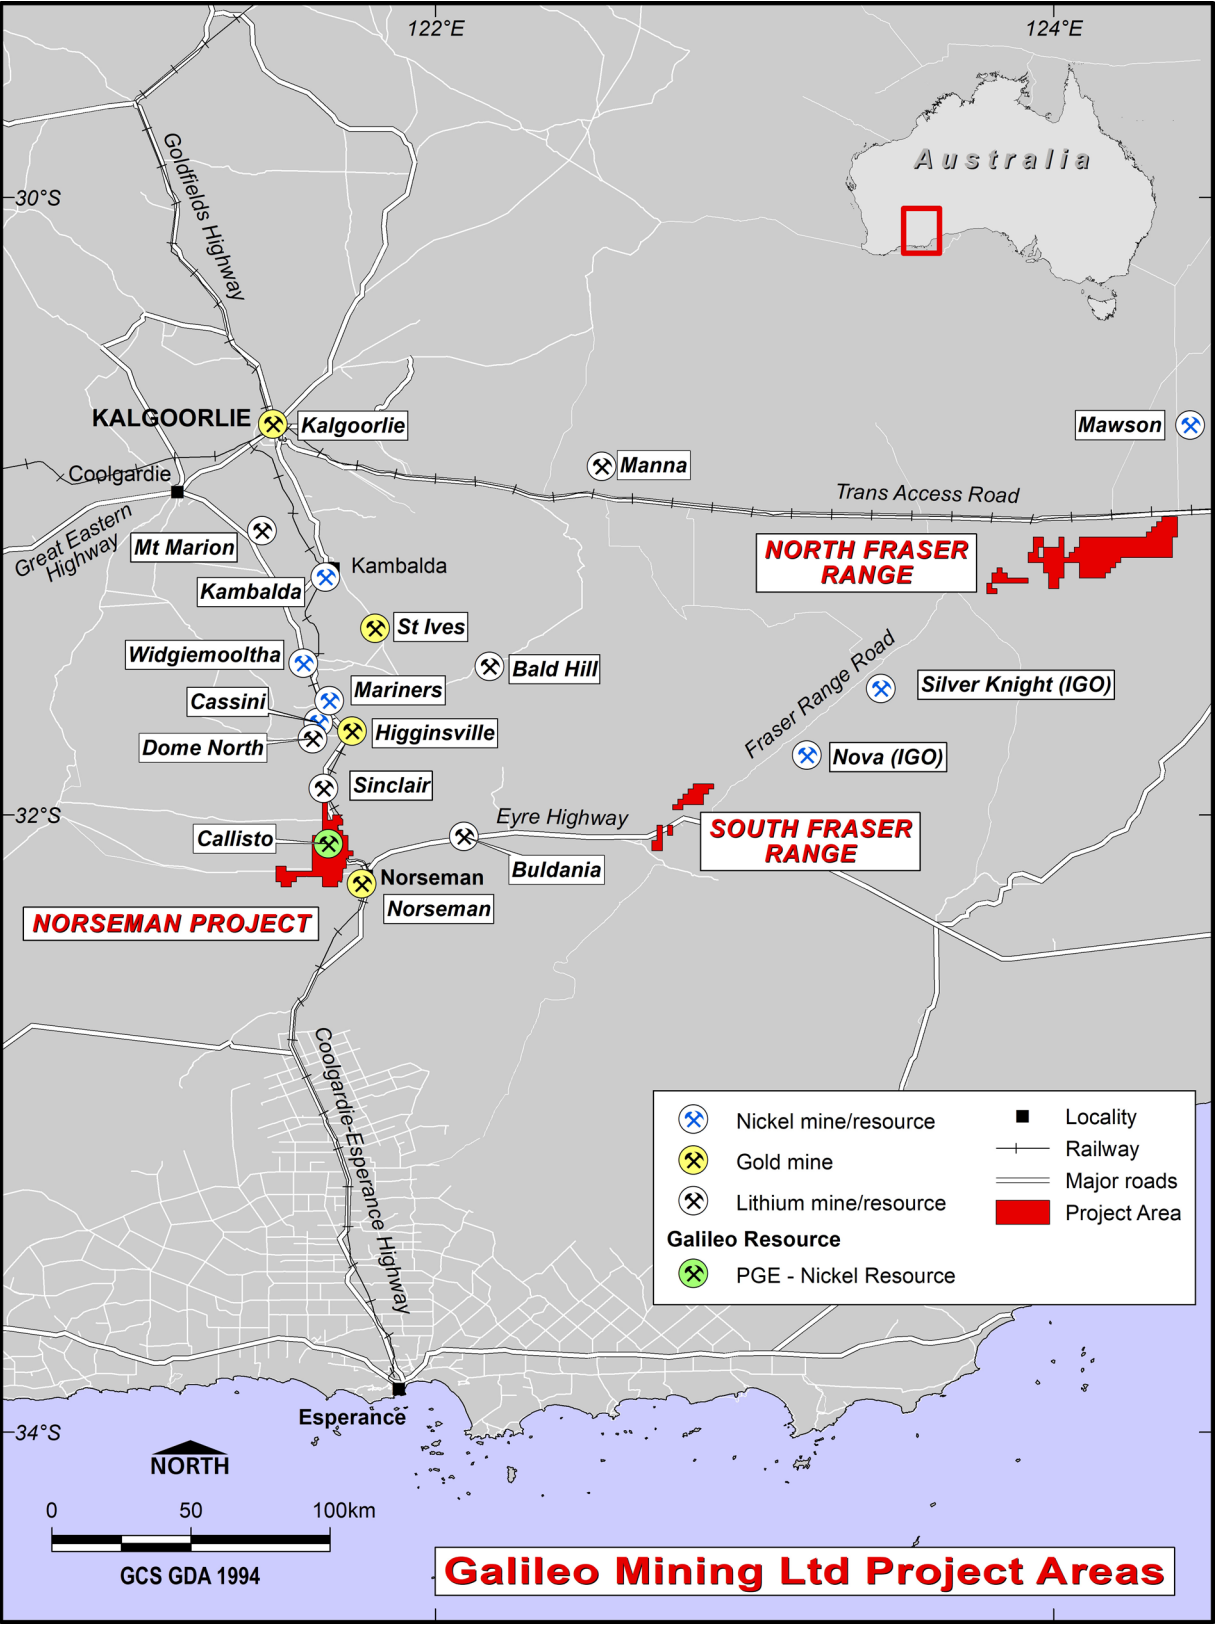 122°E
124°E
Australia
30°S
Goldfields Highway
KALGOORLIE
Kalgoorlie
Mawson
Coolgardie
Manna
Trans Access Road
Great Eastern
Highway
Mt Marion
NORTH FRASER
RANGE
Kambalda
Kambalda
St Ives
Widgiemooltha
Bald Hill
Fraser Range Road
Silver Knight (IGO)
Mariners
Cassini
Higginsville
Dome North
Nova (IGO)
Sinclair
32°S
Eyre Highway
SOUTH FRASER
RANGE
Callisto
Buldania
Norseman
Norseman
NORSEMAN PROJECT
Coolgardie-Esperance Highway
Nickel mine/resource
Gold mine
Lithium mine/resource
Galileo Resource
PGE - Nickel Resource
Locality
Railway
Major roads
Project Area
Esperance
34°S
NORTH
0 50 100km
GCS GDA 1994
Galileo Mining Ltd Project Areas